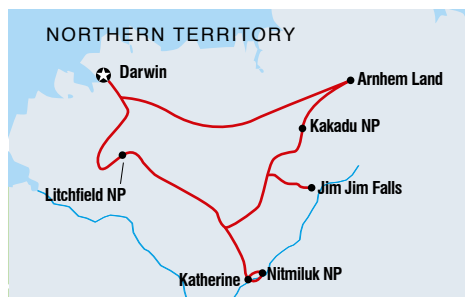 NORTHERN TERRITORY
Darwin
Arnhem Land
Kakadu NP
Litchfield NP
Jim Jim Falls
Katherine
Nitmiluk NP